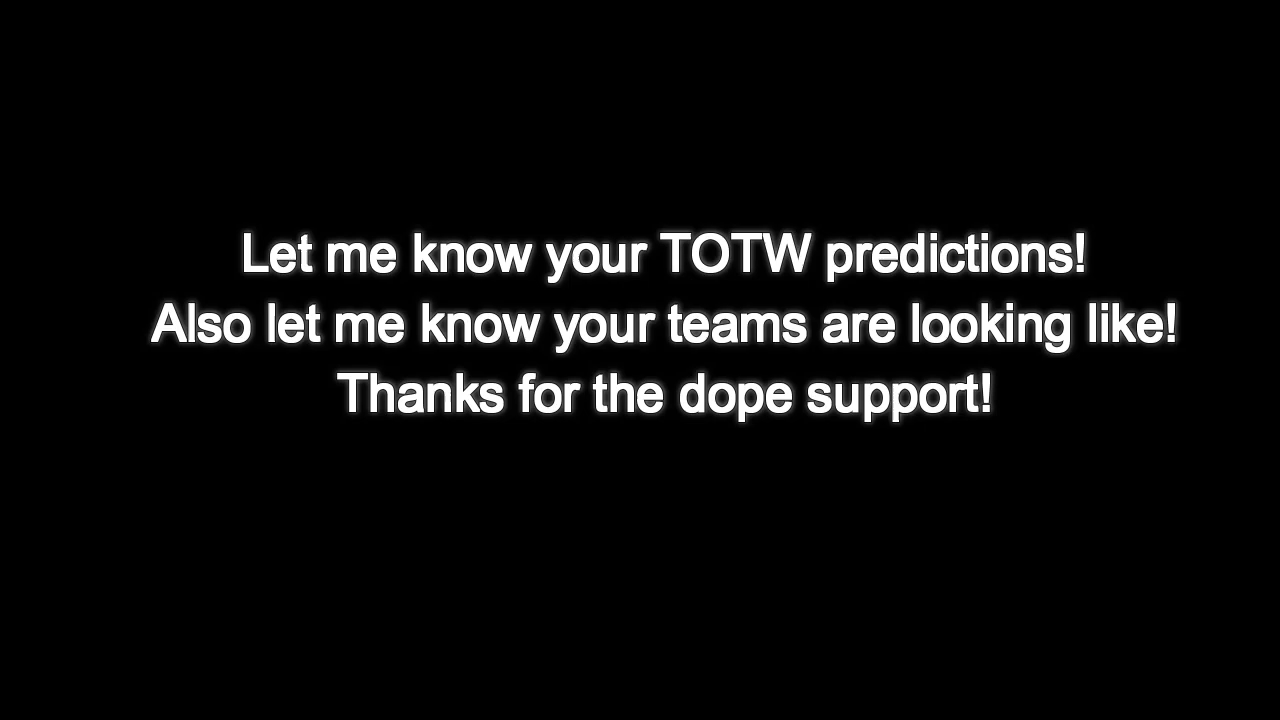 Let me know your TOTW predictions!
Also let me know your teams are looking like!
Thanks for the dope support!